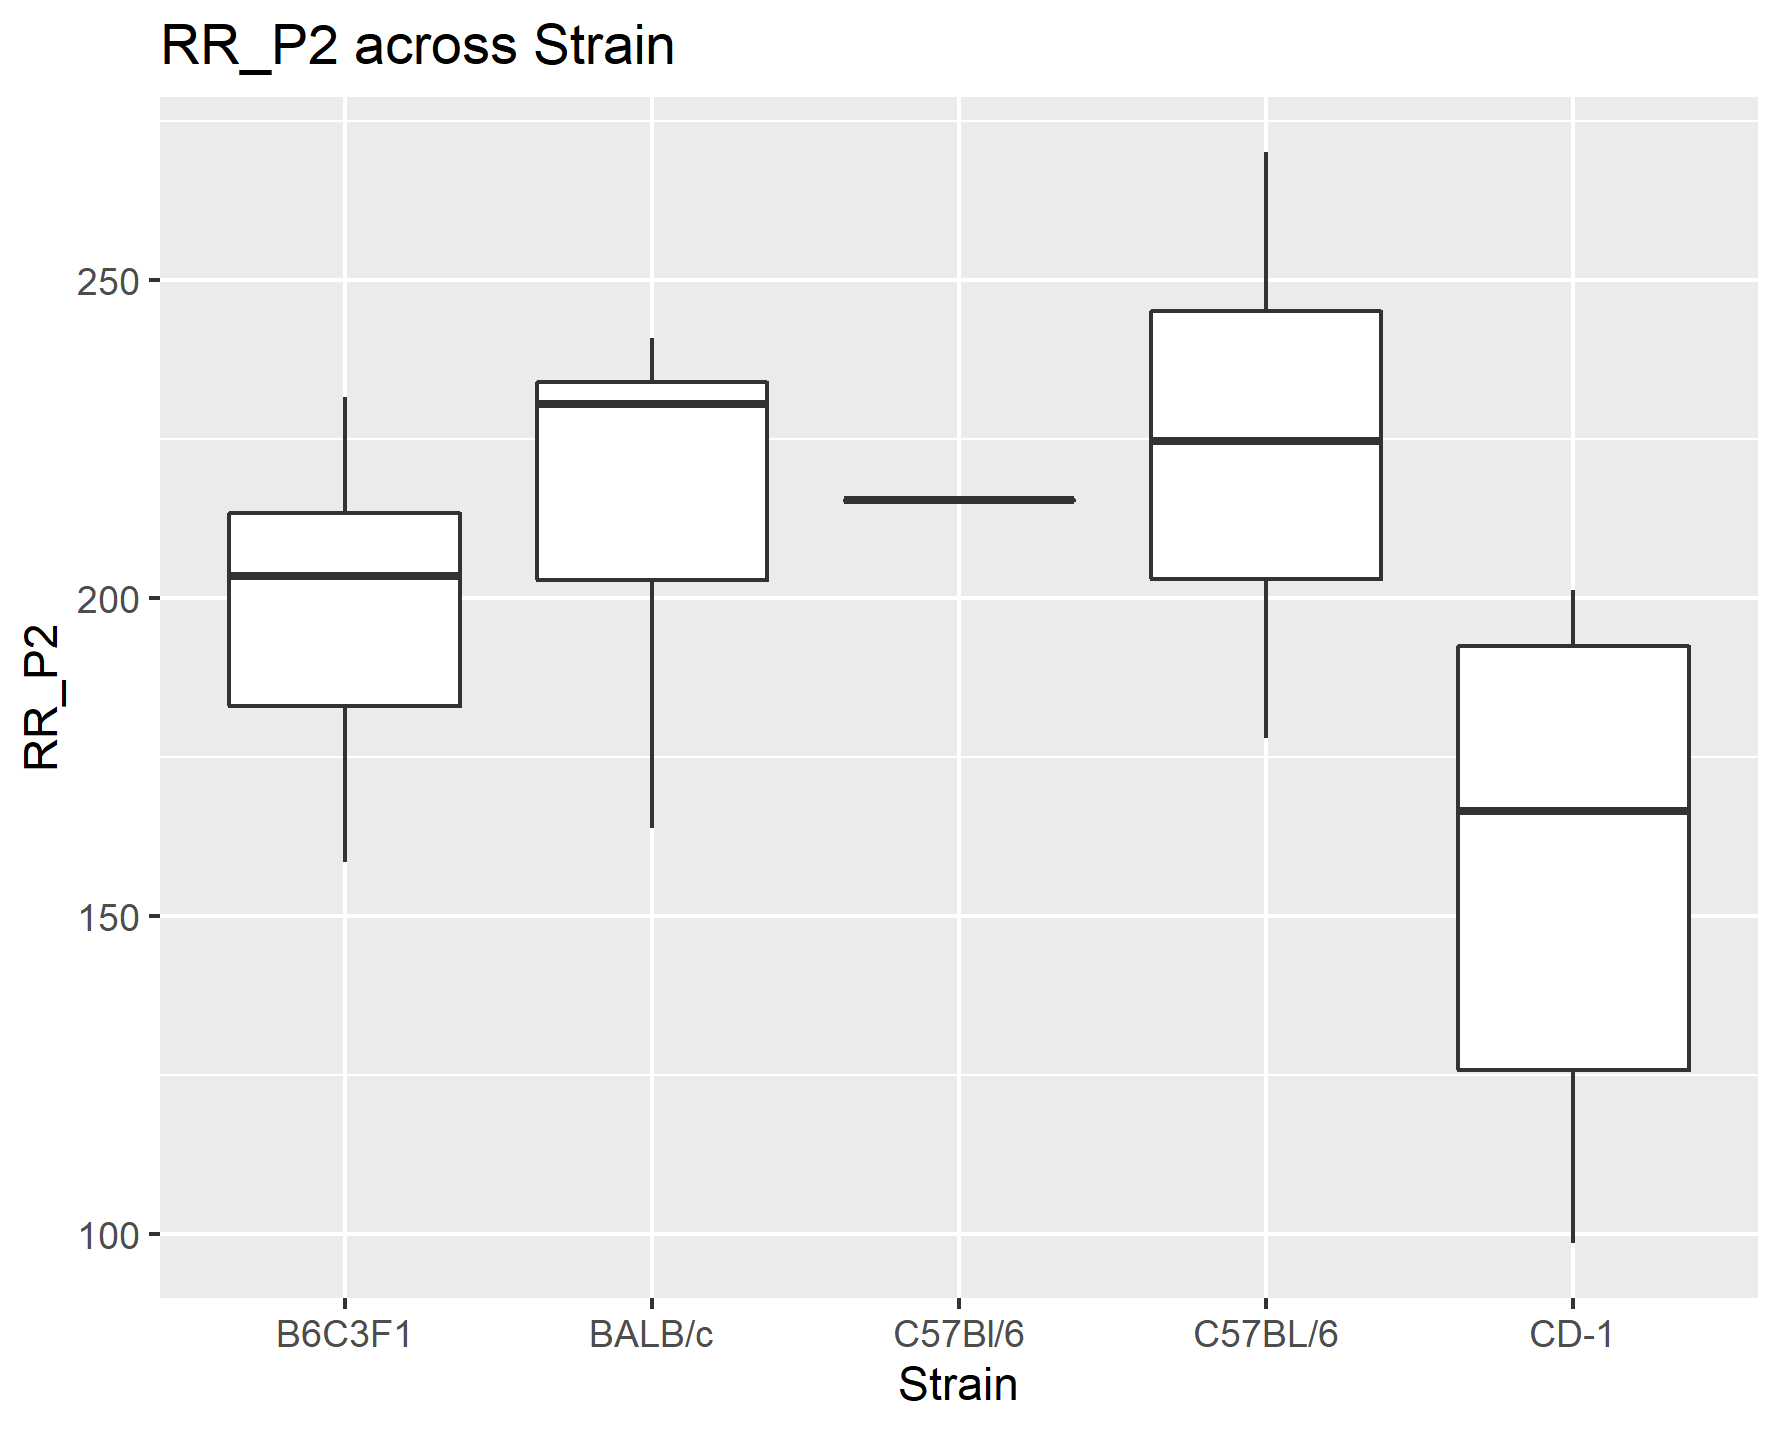 RR_P2 across Strain
RR_P2
250
200
150
100
B6C3F1 BALB/c C57Bl/6 C57BL/6 CD-1
Strain